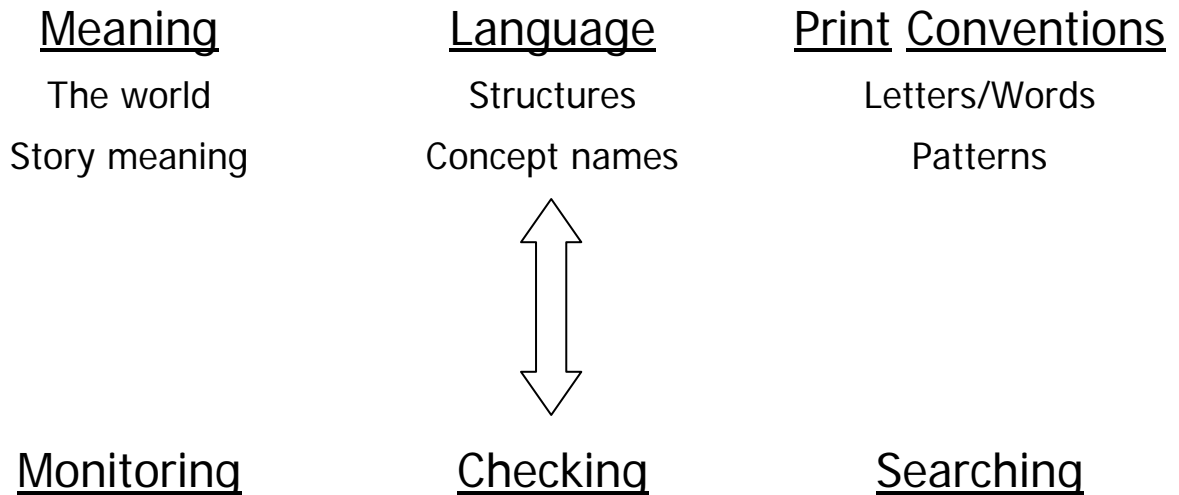 Meaning Language Print Conventions
The world Structures Letters/Words
Story meaning Concept names Patterns
Monitoring Checking Searching